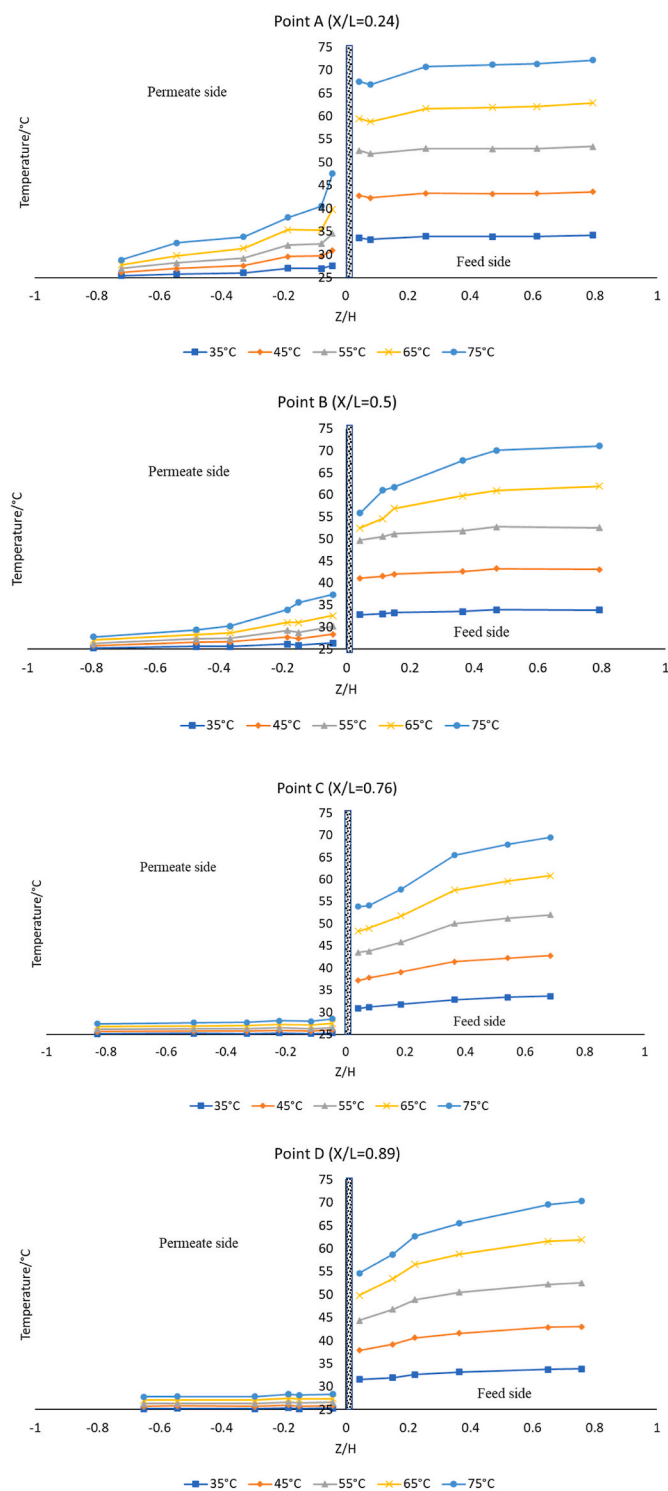 Point A (X/L=0.24)
75
70
Permeate side
65
60
55
50
45
40
35
30
Feed side
25
-1 -0.8 -0.6 -0.4 -0.2 0 0.2 0.4 0.6 0.8 1
Temperature/°C
Z/H
35°C 45°C 55°C 65°C 75°C
Point B (X/L=0.5)
75
70
Permeate side
65
60
55
50
45
40
35
30
Feed side
25
-1 -0.8 -0.6 -0.4 -0.2 0 0.2 0.4 0.6 0.8 1
Temperature/°C
Z/H
35°C 45°C 55°C 65°C 75°C
Point C (X/L=0.76)
75
70
Permeate side
65
60
55
50
45
40
35
30
Feed side
25
-1 -0.8 -0.6 -0.4 -0.2 0 0.2 0.4 0.6 0.8 1
Temperature/°C
Z/H
35°C 45°C 55°C 65°C 75°C
Point D (X/L=0.89)
75
70
Permeate side
65
60
55
50
45
40
35
30
Feed side
25
-1 -0.8 -0.6 -0.4 -0.2 0 0.2 0.4 0.6 0.8 1
Temperature/°C
Z/H
35°C 45°C 55°C 65°C 75°C